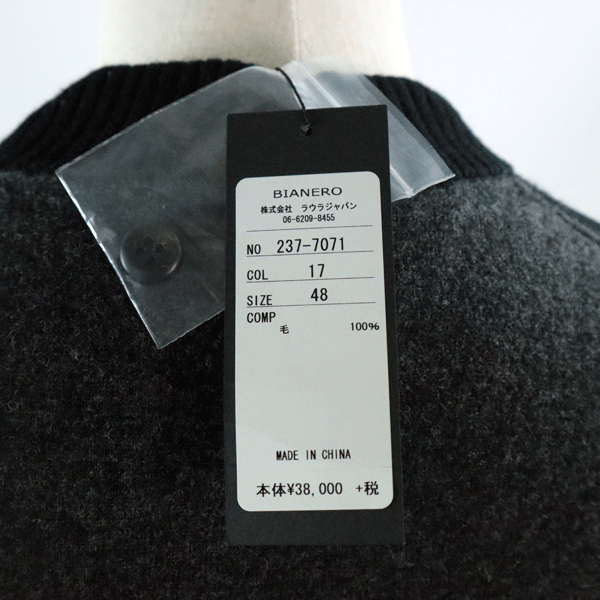 BIANERO
株式会社 ラウラジャパン
06-6209-8455
NO 237-7071
COL 17
SIZE 48
COMP
毛 100%
MADE IN CHINA
本体¥38,000 +税